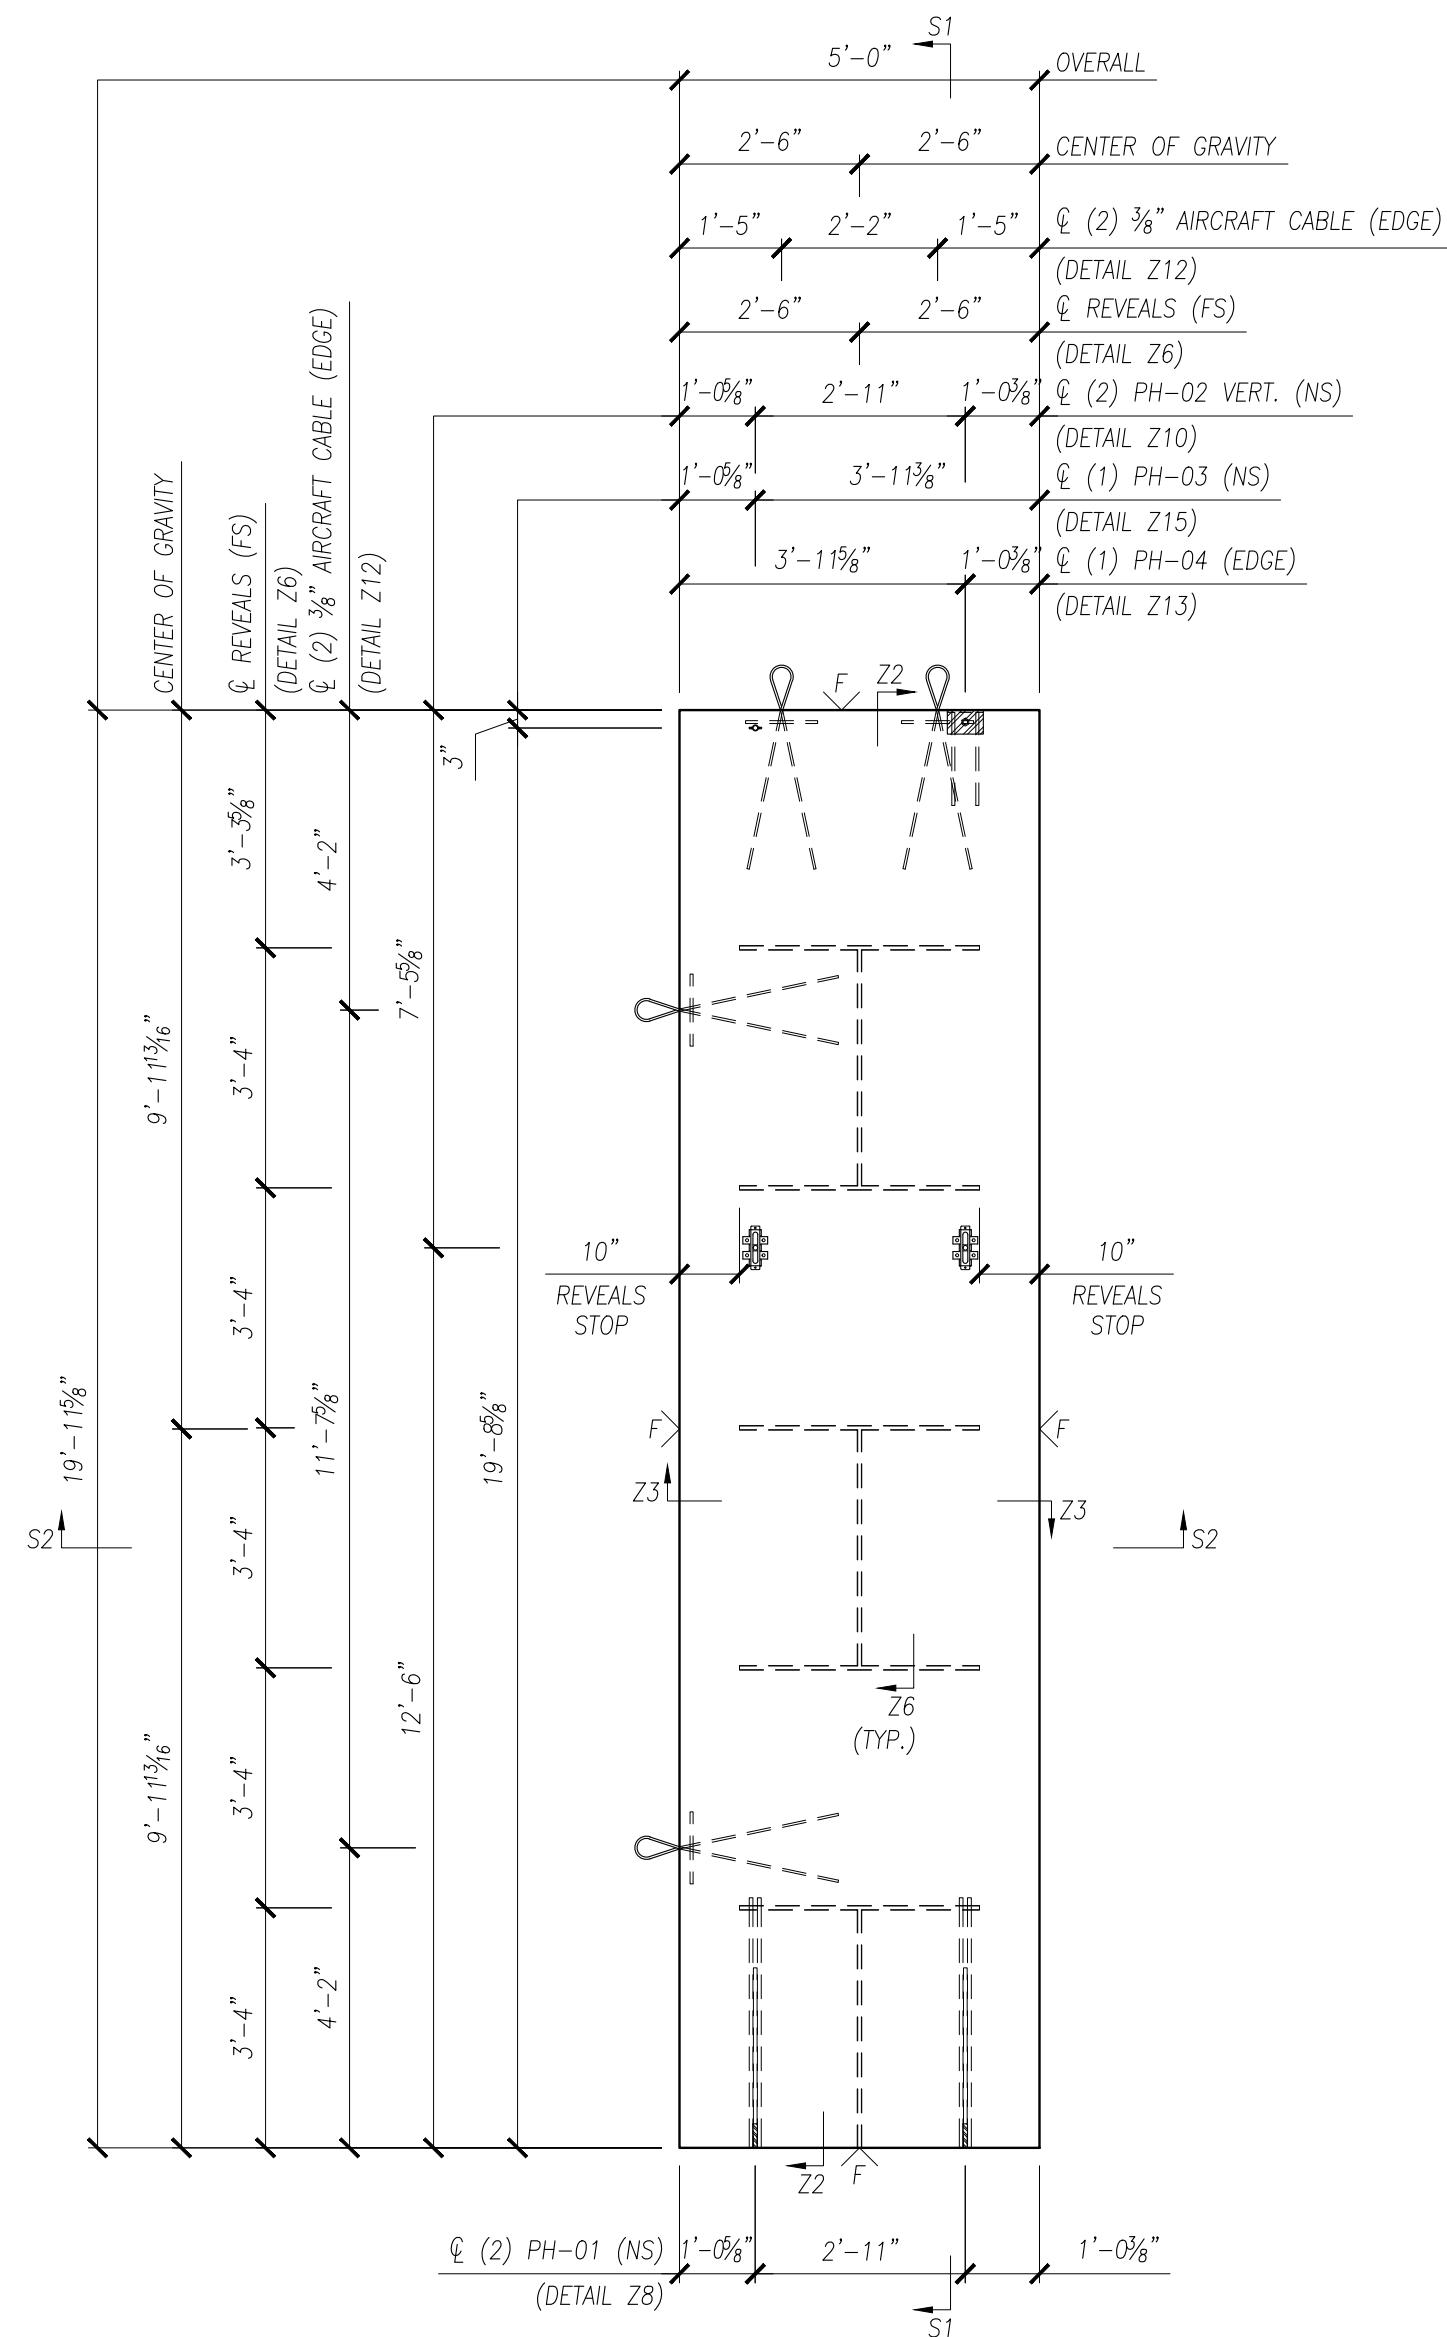 S1
5'-0" OVERALL
2'-6" 2'-6" CENTER OF GRAVITY
1'-5" 2'-2" 1'-5" ℄ (2) ⅜" AIRCRAFT CABLE (EDGE)
(DETAIL Z12)
2'-6" 2'-6" ℄ REVEALS (FS)
(DETAIL Z6)
1'-0⅝" 2'-11" 1'-0⅜" ℄ (2) PH-02 VERT. (NS)
(DETAIL Z10)
1'-0⅝" 3'-11⅜" ℄ (1) PH-03 (NS)
(DETAIL Z15)
3'-11⅝" 1'-0⅜" ℄ (1) PH-04 (EDGE)
(DETAIL Z13)
CENTER OF GRAVITY
℄ REVEALS (FS)
(DETAIL Z6)
℄ (2) ⅜" AIRCRAFT CABLE (EDGE)
(DETAIL Z12)
19'-11⅝"
9'-11 13/16"
9'-11 13/16"
3'-3⅝"
3'-4"
3'-4"
3'-4"
3'-4"
3'-4"
4'-2"
11'-7⅝"
4'-2"
7'-5⅝"
12'-6"
3"
19'-8⅝"
F
Z2
10"
REVEALS
STOP
10"
REVEALS
STOP
F
F
Z3
Z3
S2
S2
Z6
(TYP.)
Z2
F
℄ (2) PH-01 (NS) 1'-0⅝" 2'-11" 1'-0⅜"
(DETAIL Z8)
S1